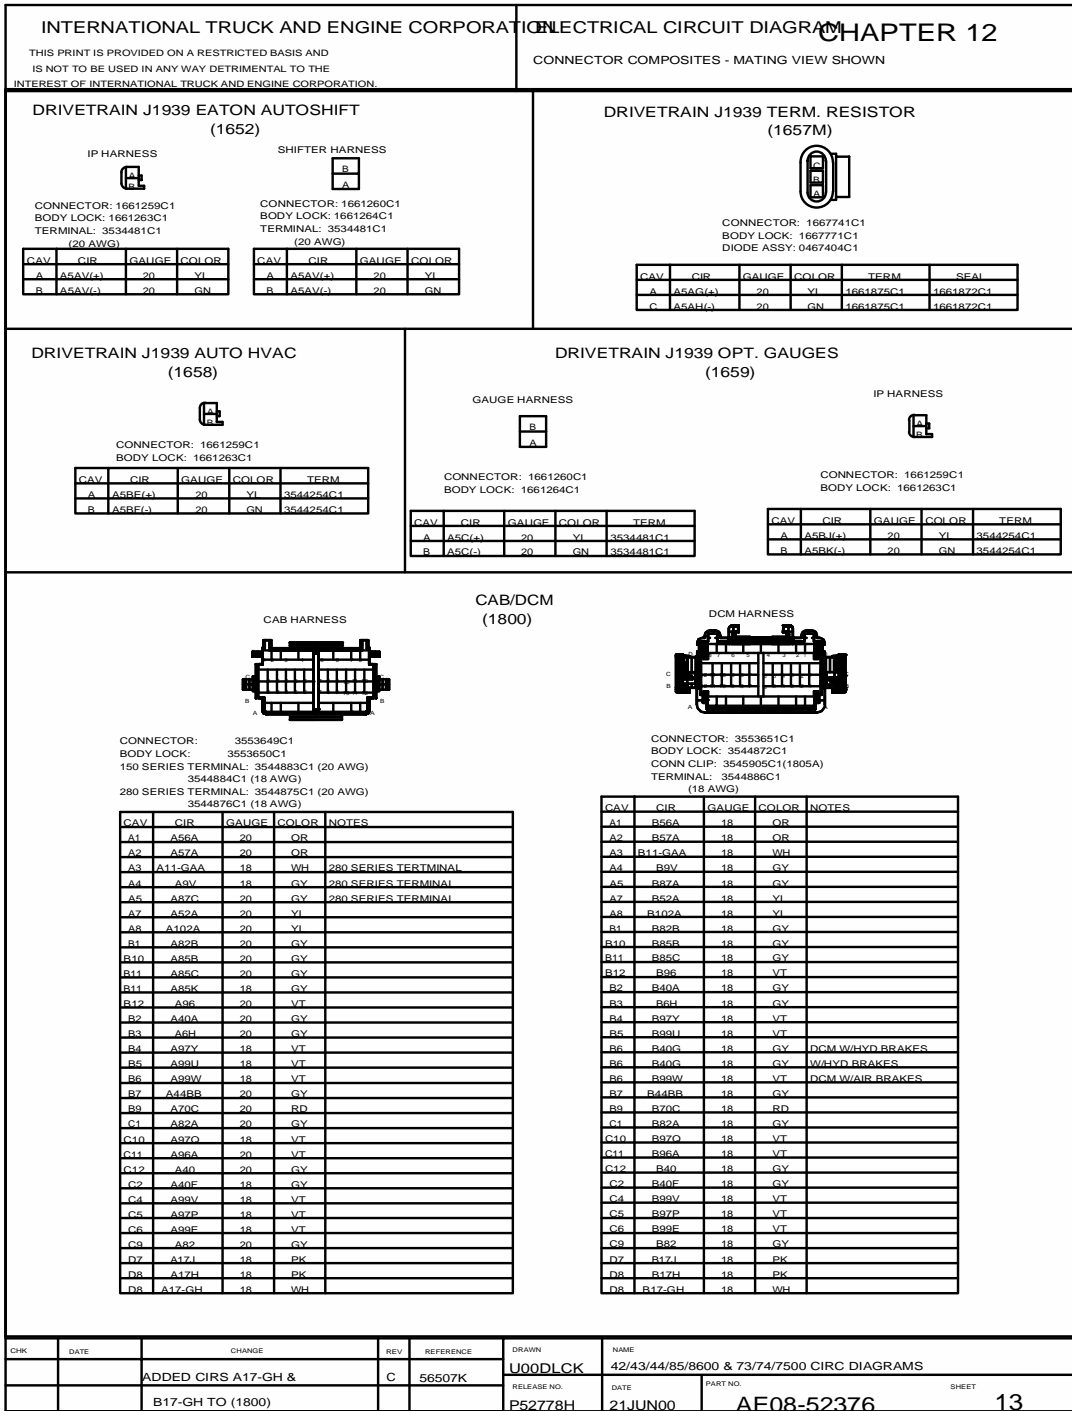 INTERNATIONAL TRUCK AND ENGINE CORPORATION
THIS PRINT IS PROVIDED ON A RESTRICTED BASIS AND
IS NOT TO BE USED IN ANY WAY DETRIMENTAL TO THE
INTEREST OF INTERNATIONAL TRUCK AND ENGINE CORPORATION.
ELECTRICAL CIRCUIT DIAGRAM
CHAPTER 12
CONNECTOR COMPOSITES - MATING VIEW SHOWN
DRIVETRAIN J1939 EATON AUTOSHIFT
(1652)
IP HARNESS
A
B
CONNECTOR: 1661259C1
BODY LOCK: 1661263C1
TERMINAL: 3534481C1
(20 AWG)
CAV CIR GAUGE COLOR
A A5AV(+) 20 YL
B A5AV(-) 20 GN
SHIFTER HARNESS
B
A
CONNECTOR: 1661260C1
BODY LOCK: 1661264C1
TERMINAL: 3534481C1
(20 AWG)
CAV CIR GAUGE COLOR
A A5AV(+) 20 YL
B A5AV(-) 20 GN
DRIVETRAIN J1939 TERM. RESISTOR
(1657M)
C
B
A
CONNECTOR: 1667741C1
BODY LOCK: 1667771C1
DIODE ASSY: 0467404C1
CAV CIR GAUGE COLOR TERM SEAL
A A5AG(+) 20 YL 1661875C1 1661872C1
C A5AH(-) 20 GN 1661875C1 1661872C1
DRIVETRAIN J1939 AUTO HVAC
(1658)
A
B
CONNECTOR: 1661259C1
BODY LOCK: 1661263C1
CAV CIR GAUGE COLOR TERM
A A5BF(+) 20 YL 3544254C1
B A5BF(-) 20 GN 3544254C1
DRIVETRAIN J1939 OPT. GAUGES
(1659)
GAUGE HARNESS
B
A
CONNECTOR: 1661260C1
BODY LOCK: 1661264C1
CAV CIR GAUGE COLOR TERM
A A5C(+) 20 YL 3534481C1
B A5C(-) 20 GN 3534481C1
IP HARNESS
A
B
CONNECTOR: 1661259C1
BODY LOCK: 1661263C1
CAV CIR GAUGE COLOR TERM
A A5BJ(+) 20 YL 3544254C1
B A5BK(-) 20 GN 3544254C1
CAB/DCM
(1800)
CAB HARNESS
CONNECTOR: 3553649C1
BODY LOCK: 3553650C1
150 SERIES TERMINAL: 3544883C1 (20 AWG)
3544884C1 (18 AWG)
280 SERIES TERMINAL: 3544875C1 (20 AWG)
3544876C1 (18 AWG)
CAV CIR GAUGE COLOR NOTES
A1 A56A 20 OR
A2 A57A 20 OR
A3 A11-GAA 18 WH 280 SERIES TERTMINAL
A4 A9V 18 GY 280 SERIES TERMINAL
A5 A87C 20 GY 280 SERIES TERMINAL
A7 A52A 20 YL
A8 A102A 20 YL
B1 A82B 20 GY
B10 A85B 20 GY
B11 A85C 20 GY
B11 A85K 18 GY
B12 A96 20 VT
B2 A40A 20 GY
B3 A6H 20 GY
B4 A97Y 18 VT
B5 A99U 18 VT
B6 A99W 18 VT
B7 A44BB 20 GY
B9 A70C 20 RD
C1 A82A 20 GY
C10 A97Q 18 VT
C11 A96A 20 VT
C12 A40 20 GY
C2 A40F 18 GY
C4 A99V 18 VT
C5 A97P 18 VT
C6 A99E 18 VT
C9 A82 20 GY
D7 A17J 18 PK
D8 A17H 18 PK
D8 A17-GH 18 WH
DCM HARNESS
CONNECTOR: 3553651C1
BODY LOCK: 3544872C1
CONN CLIP: 3545905C1(1805A)
TERMINAL: 3544886C1
(18 AWG)
CAV CIR GAUGE COLOR NOTES
A1 B56A 18 OR
A2 B57A 18 OR
A3 B11-GAA 18 WH
A4 B9V 18 GY
A5 B87A 18 GY
A7 B52A 18 YL
A8 B102A 18 YL
B1 B82B 18 GY
B10 B85B 18 GY
B11 B85C 18 GY
B12 B96 18 VT
B2 B40A 18 GY
B3 B6H 18 GY
B4 B97Y 18 VT
B5 B99U 18 VT
B6 B40G 18 GY DCM W/HYD BRAKES
B6 B40G 18 GY W/HYD BRAKES
B6 B99W 18 VT DCM W/AIR BRAKES
B7 B44BB 18 GY
B9 B70C 18 RD
C1 B82A 18 GY
C10 B97Q 18 VT
C11 B96A 18 VT
C12 B40 18 GY
C2 B40F 18 GY
C4 B99V 18 VT
C5 B97P 18 VT
C6 B99E 18 VT
C9 B82 18 GY
D7 B17J 18 PK
D8 B17H 18 PK
D8 B17-GH 18 WH
CHK DATE CHANGE REV REFERENCE
ADDED CIRS A17-GH & C 56507K
B17-GH TO (1800)
DRAWN
U00DLCK
NAME
42/43/44/85/8600 & 73/74/7500 CIRC DIAGRAMS
RELEASE NO.
P52778H
DATE
21JUN00
PART NO.
AE08-52376
SHEET
13